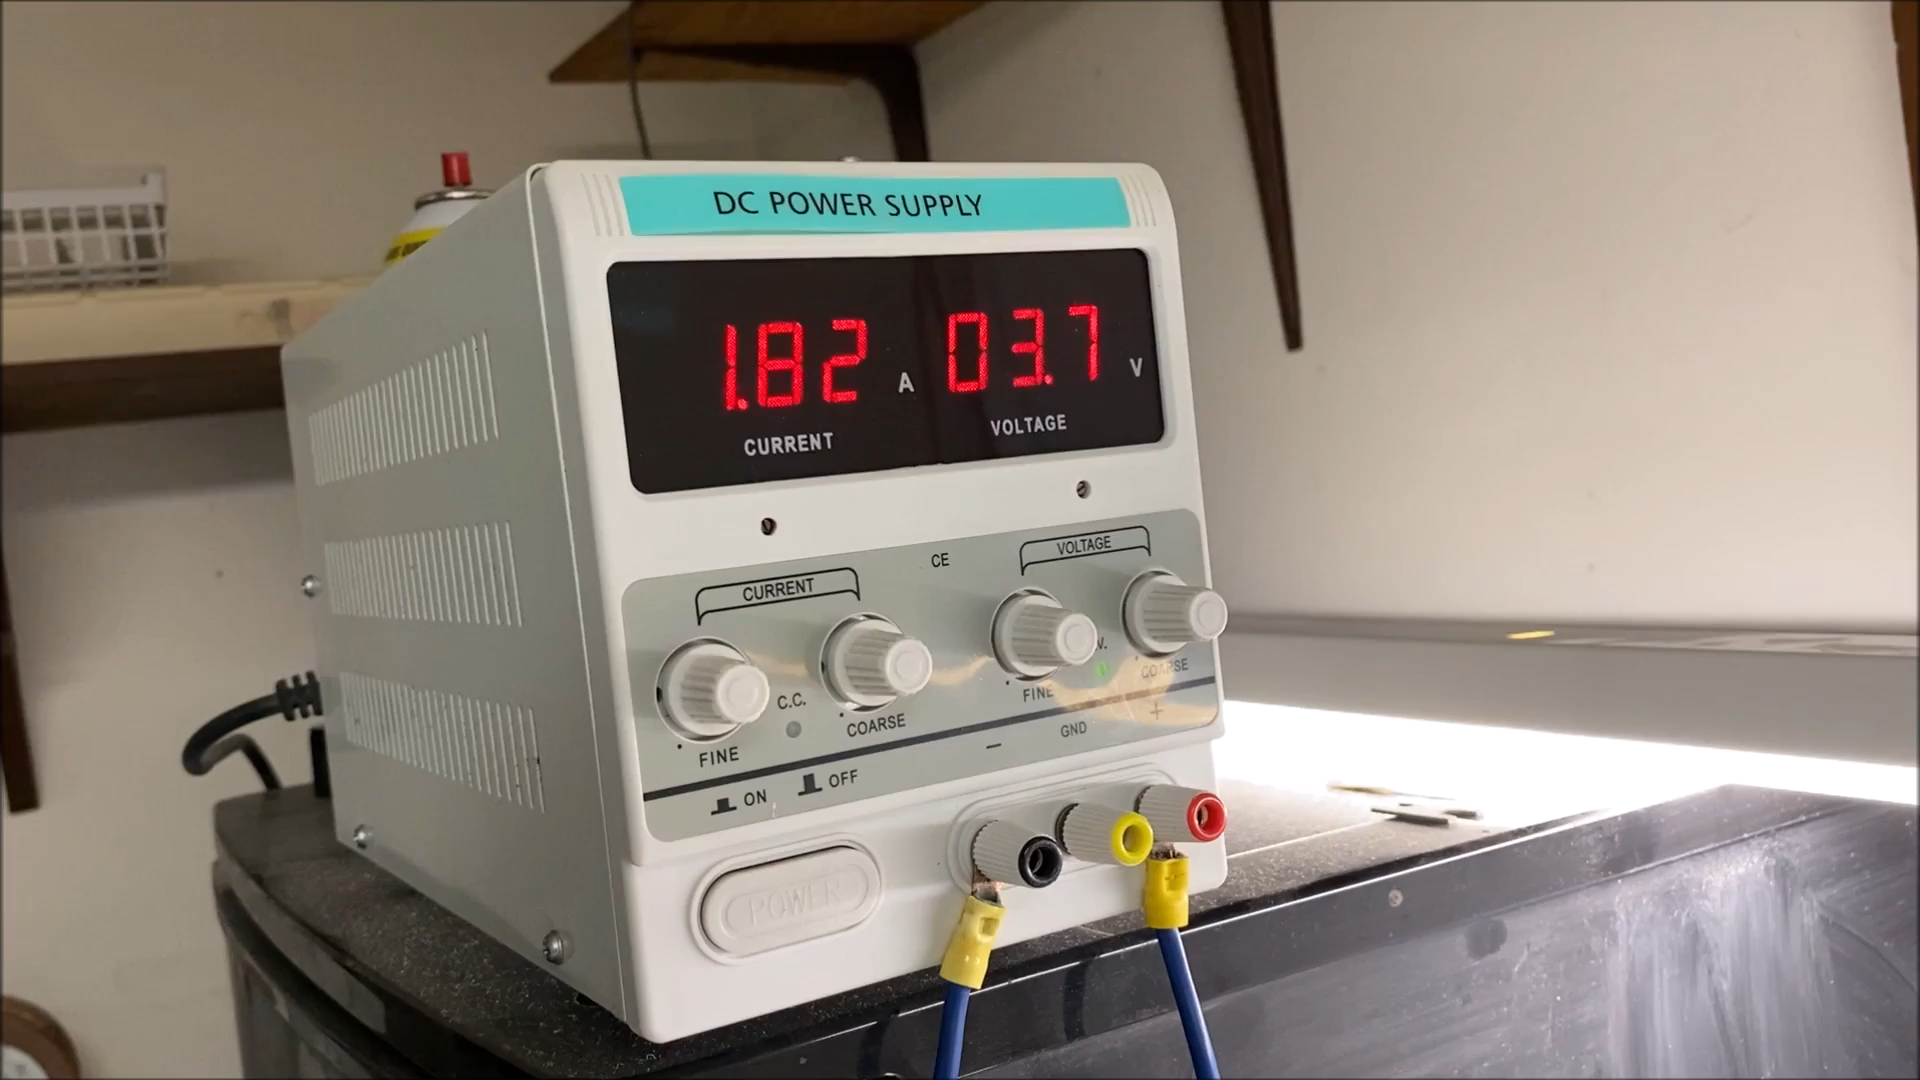 DC POWER SUPPLY
1.82 A
03.7 V
CURRENT
VOLTAGE
CE
CURRENT
VOLTAGE
FINE
C.C.
COARSE
FINE
V.
COARSE
+
GND
−
ON
OFF
POWER